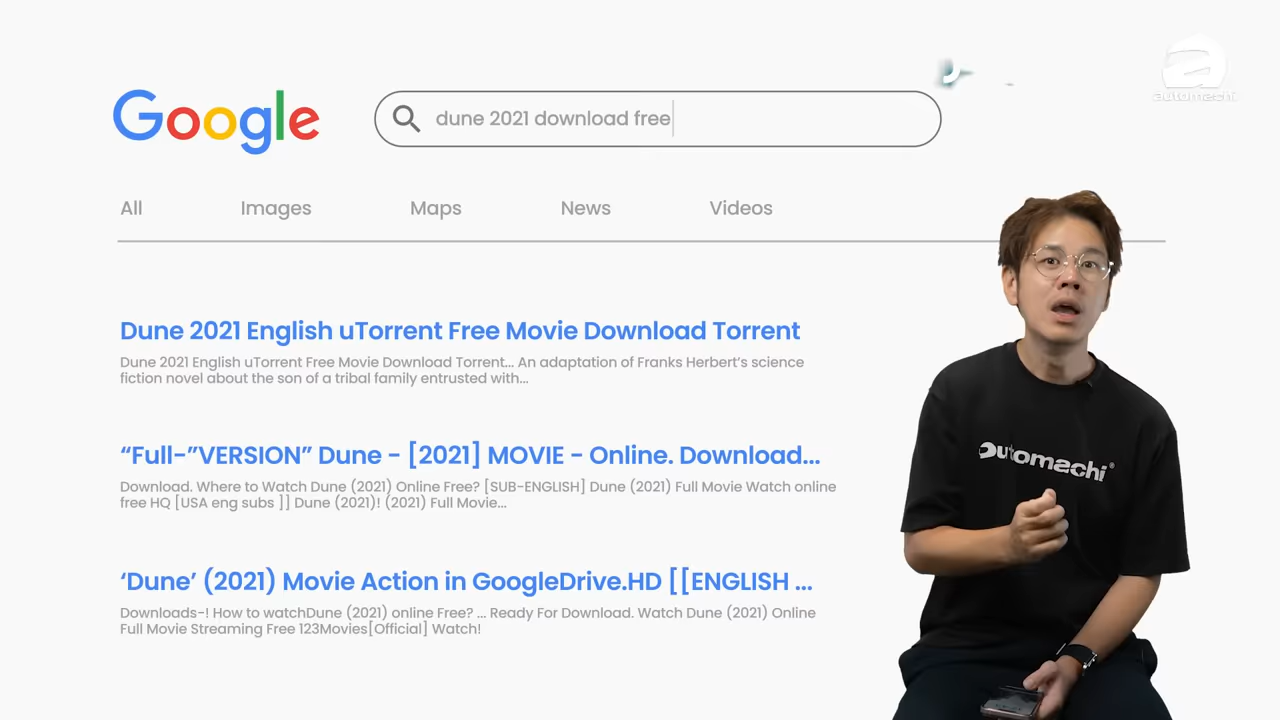 automachi
Google
dune 2021 download free
All Images Maps News Videos
Dune 2021 English uTorrent Free Movie Download Torrent
Dune 2021 English uTorrent Free Movie Download Torrent... An adaptation of Franks Herbert's science
fiction novel about the son of a tribal family entrusted with...
“Full-”VERSION” Dune - [2021] MOVIE - Online. Download...
Download. Where to Watch Dune (2021) Online Free? [SUB-ENGLISH] Dune (2021) Full Movie Watch online
free HQ [USA eng subs ]] Dune (2021)! (2021) Full Movie...
‘Dune’ (2021) Movie Action in GoogleDrive.HD [[ENGLISH ...
Downloads-! How to watchDune (2021) online Free? ... Ready For Download. Watch Dune (2021) Online
Full Movie Streaming Free 123Movies[Official] Watch!
automachi®